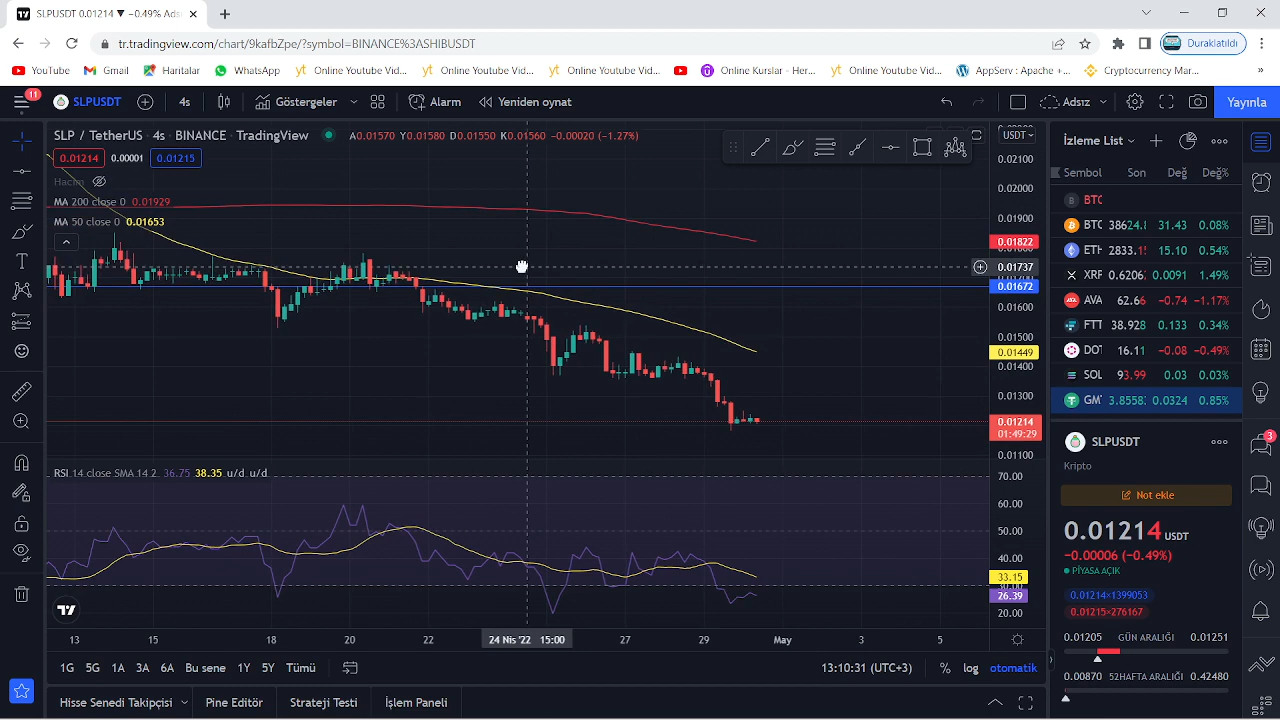 SLPUSDT 0.01214 ▼ −0.49% Adsı
tr.tradingview.com/chart/9kafbZpe/?symbol=BINANCE%3ASHIBUSDT
Duraklatıldı
YouTube Gmail Haritalar WhatsApp Online Youtube Vid... Online Youtube Vid... Online Youtube Vid... Online Kurslar - Her... Online Youtube Vid... AppServ : Apache +... Cryptocurrency Mar... »
11 SLPUSDT 4s Göstergeler Alarm Yeniden oynat Adsız Yayınla
SLP / TetherUS · 4s · BINANCE · TradingView A0.01570 Y0.01580 D0.01550 K0.01560 −0.00020 (−1.27%)
0.01214 0.00001 0.01215
Hacim
MA 200 close 0 0.01929
MA 50 close 0 0.01653
USDT
0.02100
0.02000
0.01900
0.01822
0.01737
0.01672
0.01600
0.01500
0.01449
0.01400
0.01300
0.01214
01:49:29
0.01100
RSI 14 close SMA 14 2 36.75 38.35 u/d u/d
70.00
60.00
50.00
40.00
33.15
30.00
26.39
20.00
13 15 18 20 22 24 Nis '22 15:00 27 29 May 3 5
1G 5G 1A 3A 6A Bu sene 1Y 5Y Tümü 13:10:31 (UTC+3) % log otomatik
Hisse Senedi Takipçisi Pine Editör Strateji Testi İşlem Paneli
İzleme List
Sembol Son Değ Değ%
BTC
BTC 38624.8 31.43 0.08%
ETH 2833.1 15.10 0.54%
XRP 0.6206 0.0091 1.49%
AVA 62.66 −0.74 −1.17%
FTT 38.928 0.133 0.34%
DOT 16.11 −0.08 −0.49%
SOL 93.99 0.03 0.03%
GMT 3.8558 0.0324 0.85%
SLPUSDT
Kripto
Not ekle
0.01214 USDT
−0.00006 (−0.49%)
PİYASA AÇIK
0.01214×1399053
0.01215×276167
0.01205 GÜN ARALIĞI 0.01251
0.00870 52HAFTA ARALIĞI 0.42480
3